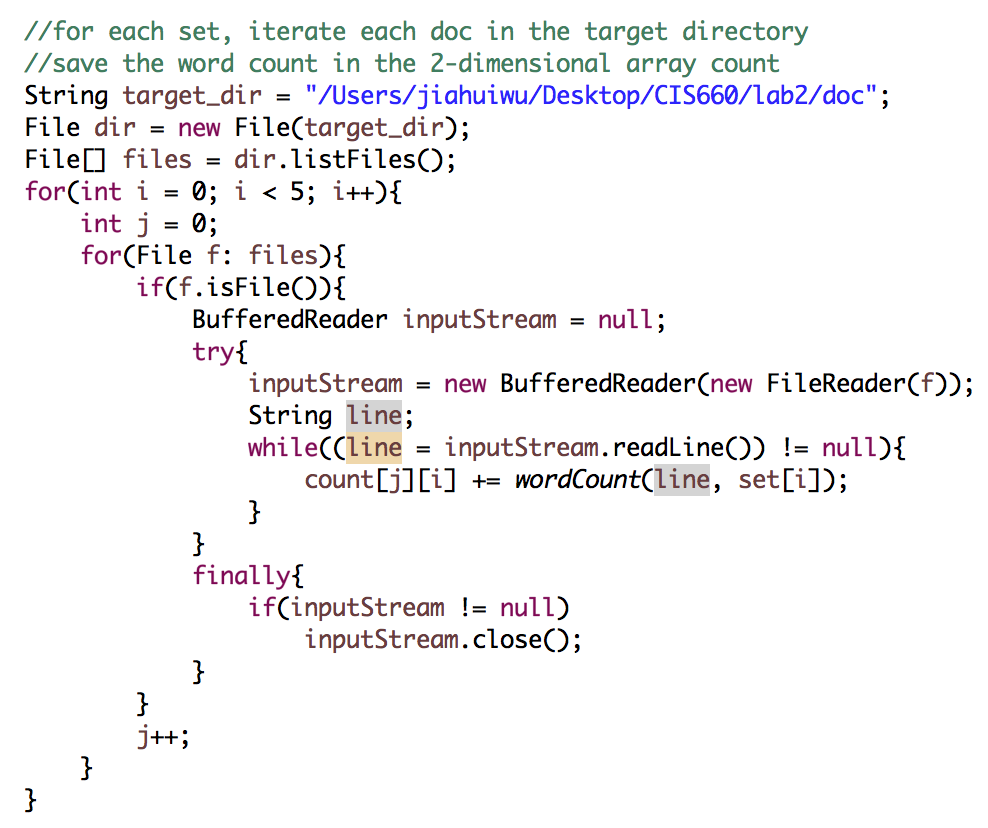 //for each set, iterate each doc in the target directory
//save the word count in the 2-dimensional array count
String target_dir = "/Users/jiahuiwu/Desktop/CIS660/lab2/doc";
File dir = new File(target_dir);
File[] files = dir.listFiles();
for(int i = 0; i < 5; i++){
    int j = 0;
    for(File f: files){
        if(f.isFile()){
            BufferedReader inputStream = null;
            try{
                inputStream = new BufferedReader(new FileReader(f));
                String line;
                while((line = inputStream.readLine()) != null){
                    count[j][i] += wordCount(line, set[i]);
                }
            }
            finally{
                if(inputStream != null)
                    inputStream.close();
            }
        }
        j++;
    }
}